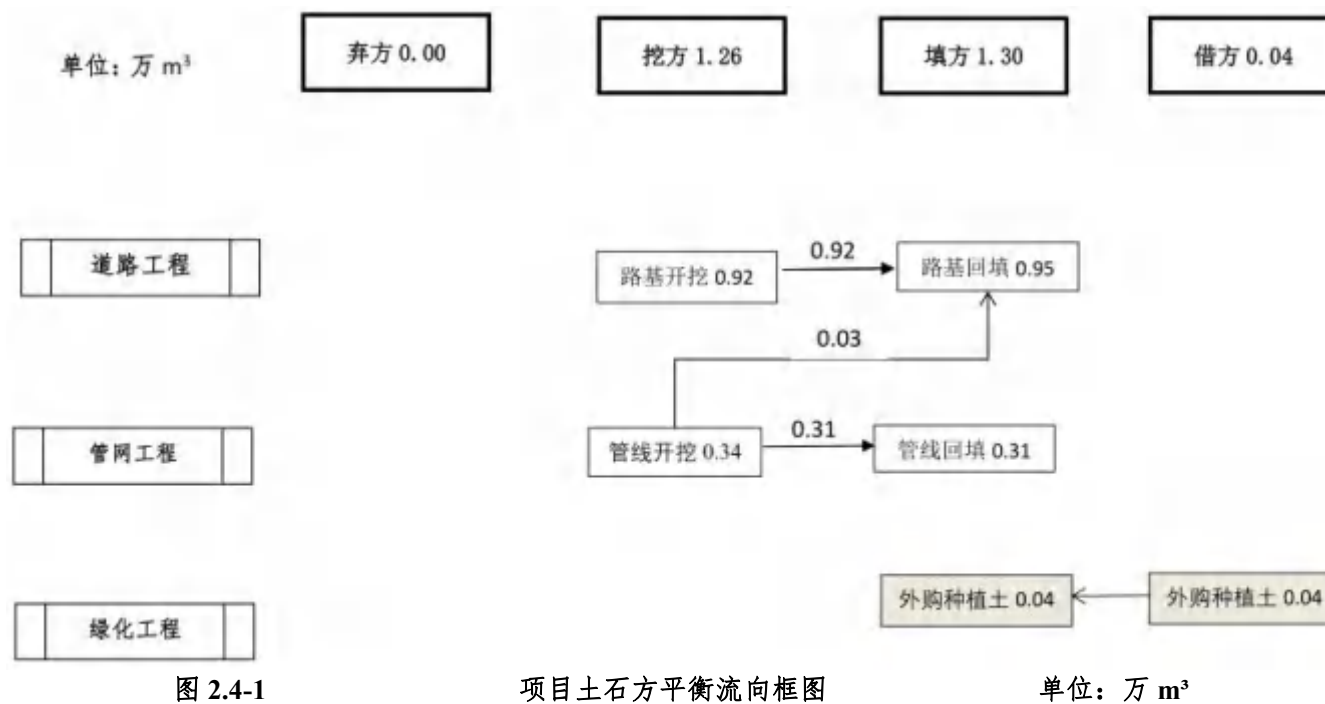 单位：万 m³
弃方 0.00
挖方 1.26
填方 1.30
借方 0.04
道路工程
路基开挖 0.92
0.92
路基回填 0.95
0.03
管网工程
管线开挖 0.34
0.31
管线回填 0.31
绿化工程
外购种植土 0.04
外购种植土 0.04
图 2.4-1 项目土石方平衡流向框图 单位：万 m³